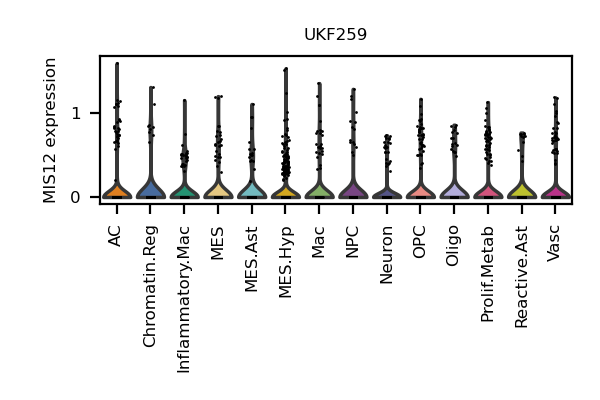 UKF259
MIS12 expression
1
0
AC
Chromatin.Reg
Inflammatory.Mac
MES
MES.Ast
MES.Hyp
Mac
NPC
Neuron
OPC
Oligo
Prolif.Metab
Reactive.Ast
Vasc